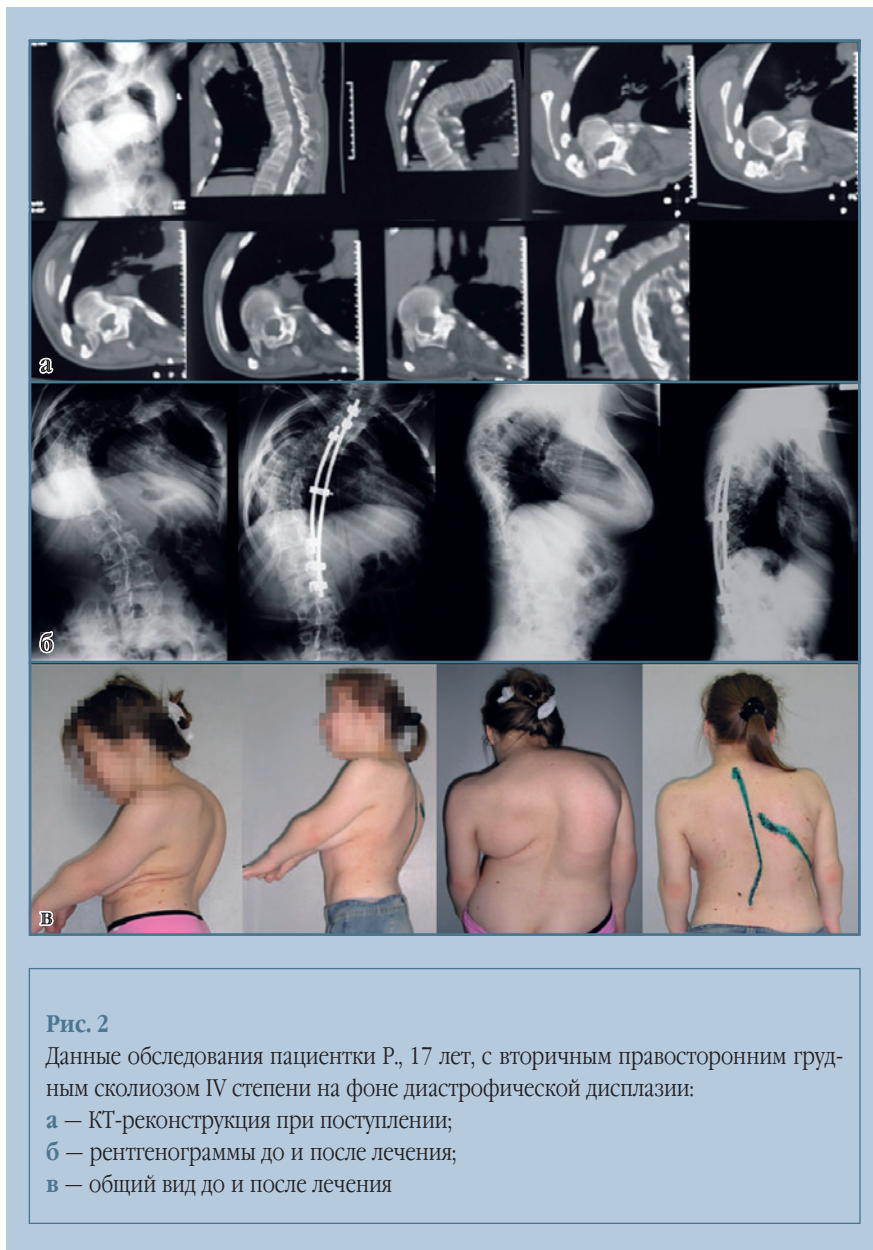 а
б
в
Рис. 2
Данные обследования пациентки Р., 17 лет, с вторичным правосторонним груд-
ным сколиозом IV степени на фоне диастрофической дисплазии:
а — КТ-реконструкция при поступлении;
б — рентгенограммы до и после лечения;
в — общий вид до и после лечения